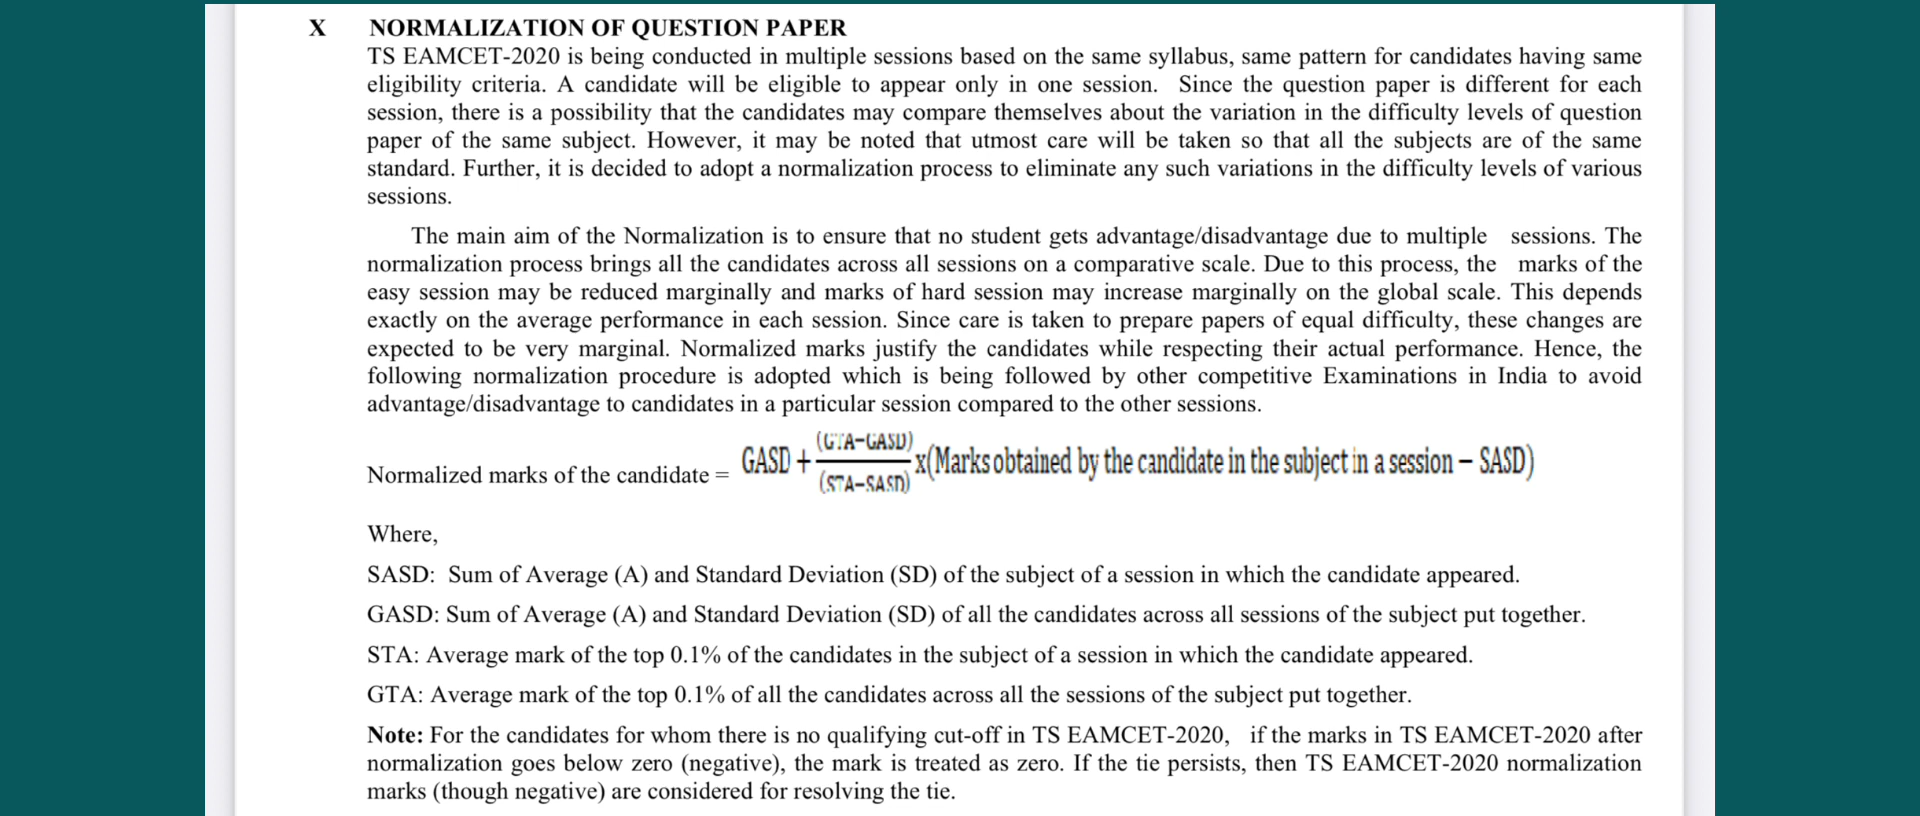 X NORMALIZATION OF QUESTION PAPER
TS EAMCET-2020 is being conducted in multiple sessions based on the same syllabus, same pattern for candidates having same
eligibility criteria. A candidate will be eligible to appear only in one session. Since the question paper is different for each
session, there is a possibility that the candidates may compare themselves about the variation in the difficulty levels of question
paper of the same subject. However, it may be noted that utmost care will be taken so that all the subjects are of the same
standard. Further, it is decided to adopt a normalization process to eliminate any such variations in the difficulty levels of various
sessions.
The main aim of the Normalization is to ensure that no student gets advantage/disadvantage due to multiple sessions. The
normalization process brings all the candidates across all sessions on a comparative scale. Due to this process, the marks of the
easy session may be reduced marginally and marks of hard session may increase marginally on the global scale. This depends
exactly on the average performance in each session. Since care is taken to prepare papers of equal difficulty, these changes are
expected to be very marginal. Normalized marks justify the candidates while respecting their actual performance. Hence, the
following normalization procedure is adopted which is being followed by other competitive Examinations in India to avoid
advantage/disadvantage to candidates in a particular session compared to the other sessions.
Normalized marks of the candidate = GASD + (GTA−GASD) / (STA−SASD) x(Marks obtained by the candidate in the subject in a session − SASD)
Where,
SASD: Sum of Average (A) and Standard Deviation (SD) of the subject of a session in which the candidate appeared.
GASD: Sum of Average (A) and Standard Deviation (SD) of all the candidates across all sessions of the subject put together.
STA: Average mark of the top 0.1% of the candidates in the subject of a session in which the candidate appeared.
GTA: Average mark of the top 0.1% of all the candidates across all the sessions of the subject put together.
Note: For the candidates for whom there is no qualifying cut-off in TS EAMCET-2020, if the marks in TS EAMCET-2020 after
normalization goes below zero (negative), the mark is treated as zero. If the tie persists, then TS EAMCET-2020 normalization
marks (though negative) are considered for resolving the tie.